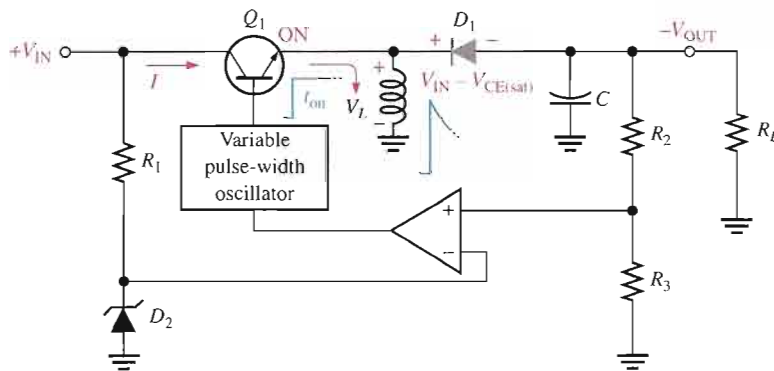 Q1
ON
D1
+VIN
I
+
ton
VL
−
+ −
VIN − VCE(sat)
−VOUT
C
R1
R2
RL
Variable
pulse-width
oscillator
+
−
D2
R3